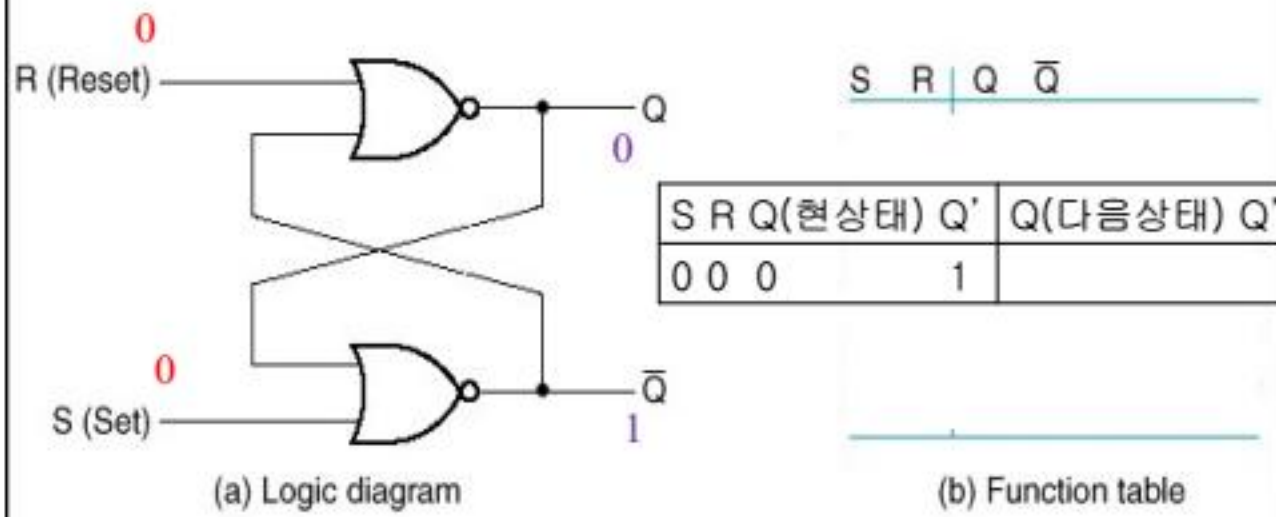 0
R (Reset)
Q
0
0
S (Set)
Q̅
1
(a) Logic diagram
S R Q Q̅
S R Q(현상태) Q' Q(다음상태) Q'
0 0 0 1
(b) Function table